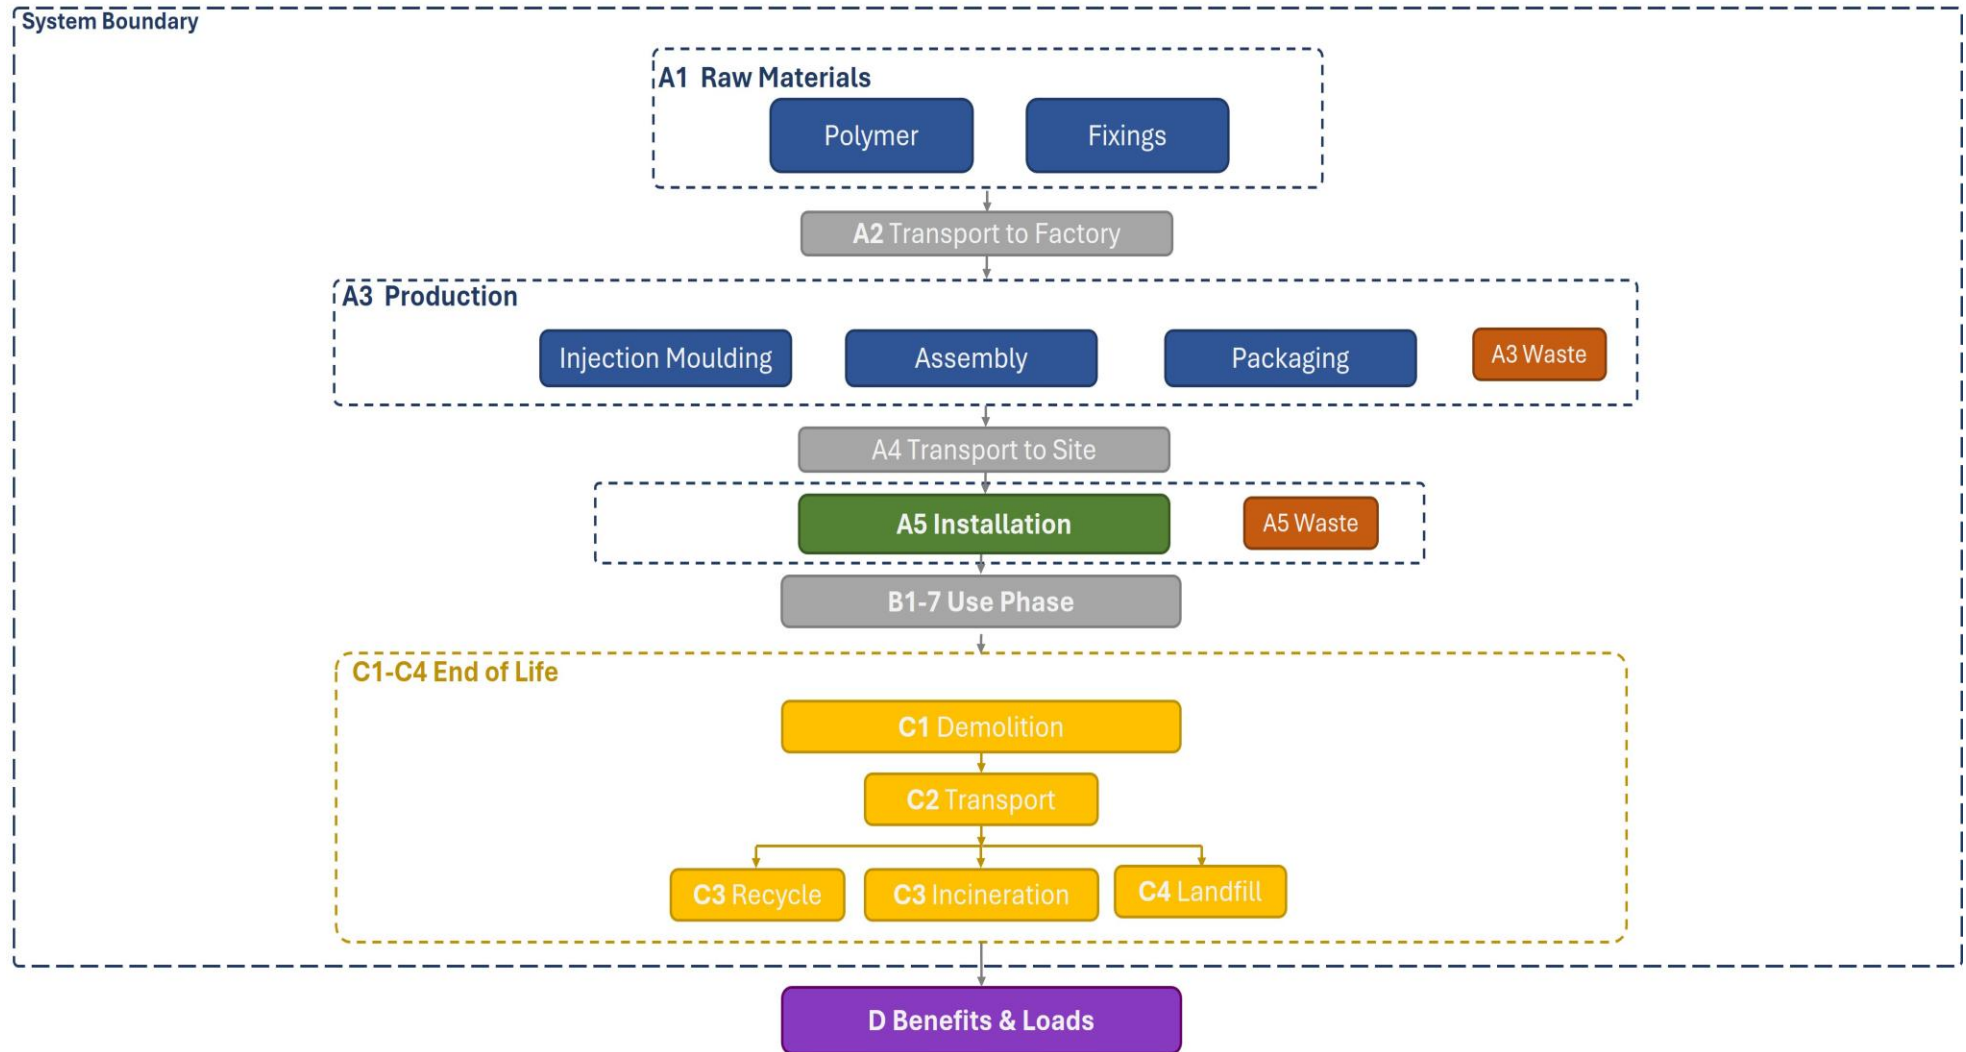 System Boundary
A1 Raw Materials
Polymer
Fixings
A2 Transport to Factory
A3 Production
Injection Moulding
Assembly
Packaging
A3 Waste
A4 Transport to Site
A5 Installation
A5 Waste
B1-7 Use Phase
C1-C4 End of Life
C1 Demolition
C2 Transport
C3 Recycle
C3 Incineration
C4 Landfill
D Benefits & Loads